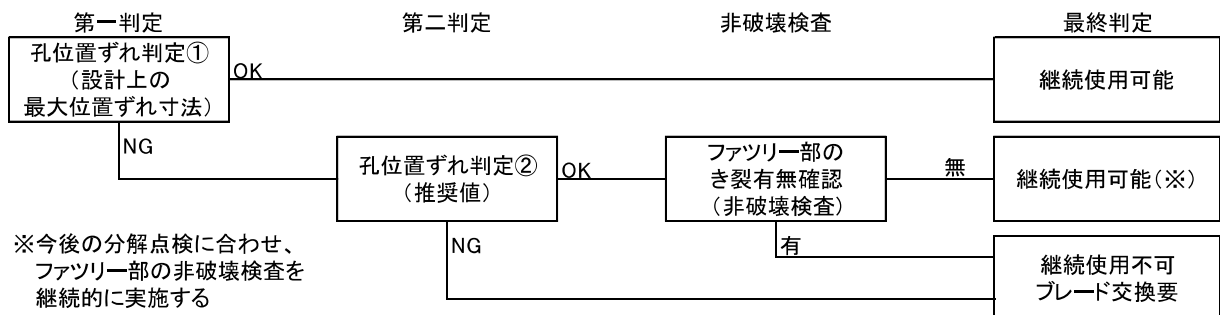 第一判定
第二判定
非破壊検査
最終判定
孔位置ずれ判定①
（設計上の
最大位置ずれ寸法）
OK
継続使用可能
NG
孔位置ずれ判定②
（推奨値）
OK
ファツリー部の
き裂有無確認
（非破壊検査）
無
継続使用可能（※）
NG
有
継続使用不可
ブレード交換要
※今後の分解点検に合わせ、
ファツリー部の非破壊検査を
継続的に実施する